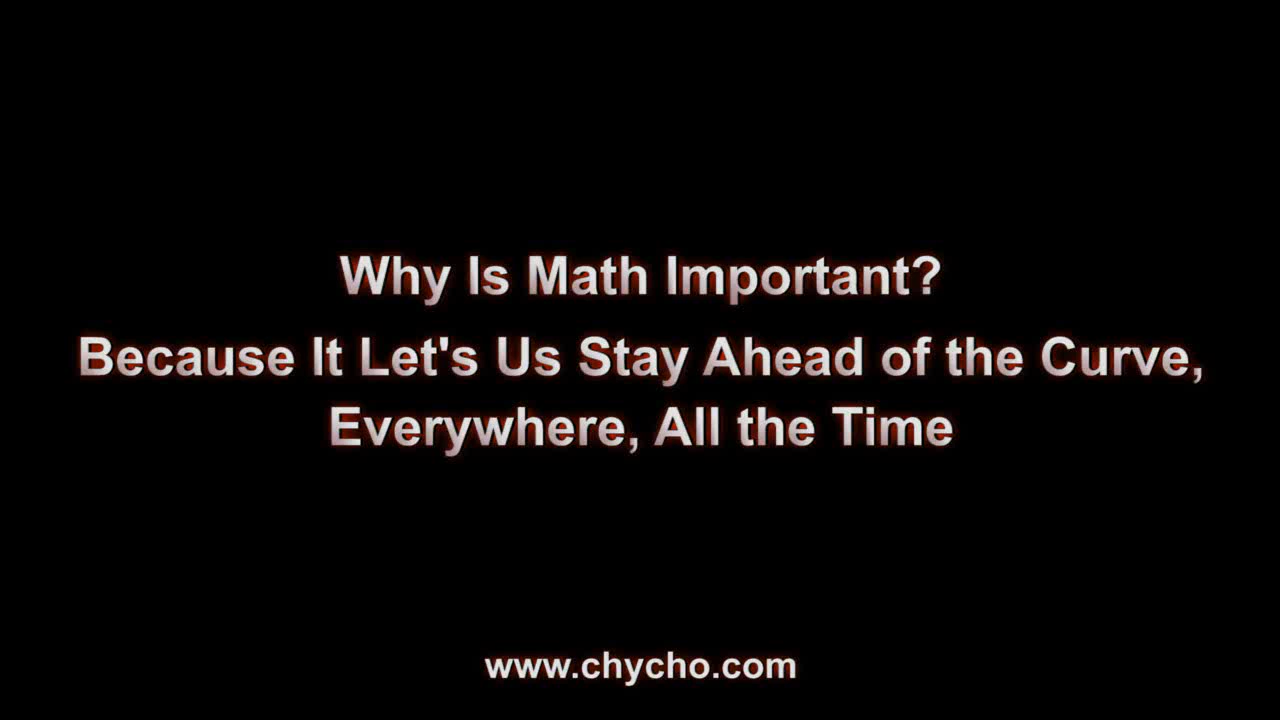 Why Is Math Important?
Because It Let's Us Stay Ahead of the Curve,
Everywhere, All the Time
www.chycho.com